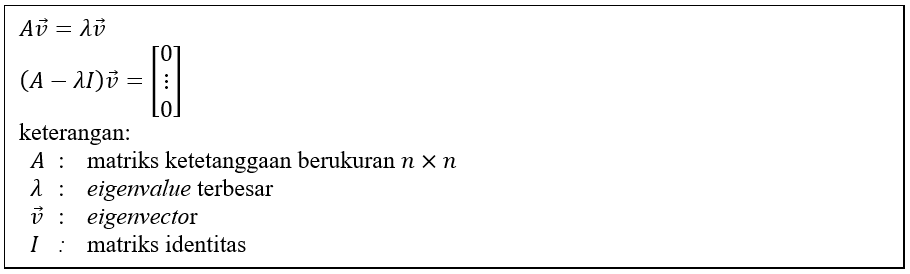 𝐴𝑣⃗ = 𝜆𝑣⃗
(𝐴 − 𝜆𝐼)𝑣⃗ = [0 ⋮ 0]
keterangan:
𝐴 : matriks ketetanggaan berukuran 𝑛 × 𝑛
𝜆 : eigenvalue terbesar
𝑣⃗ : eigenvector
𝐼 : matriks identitas